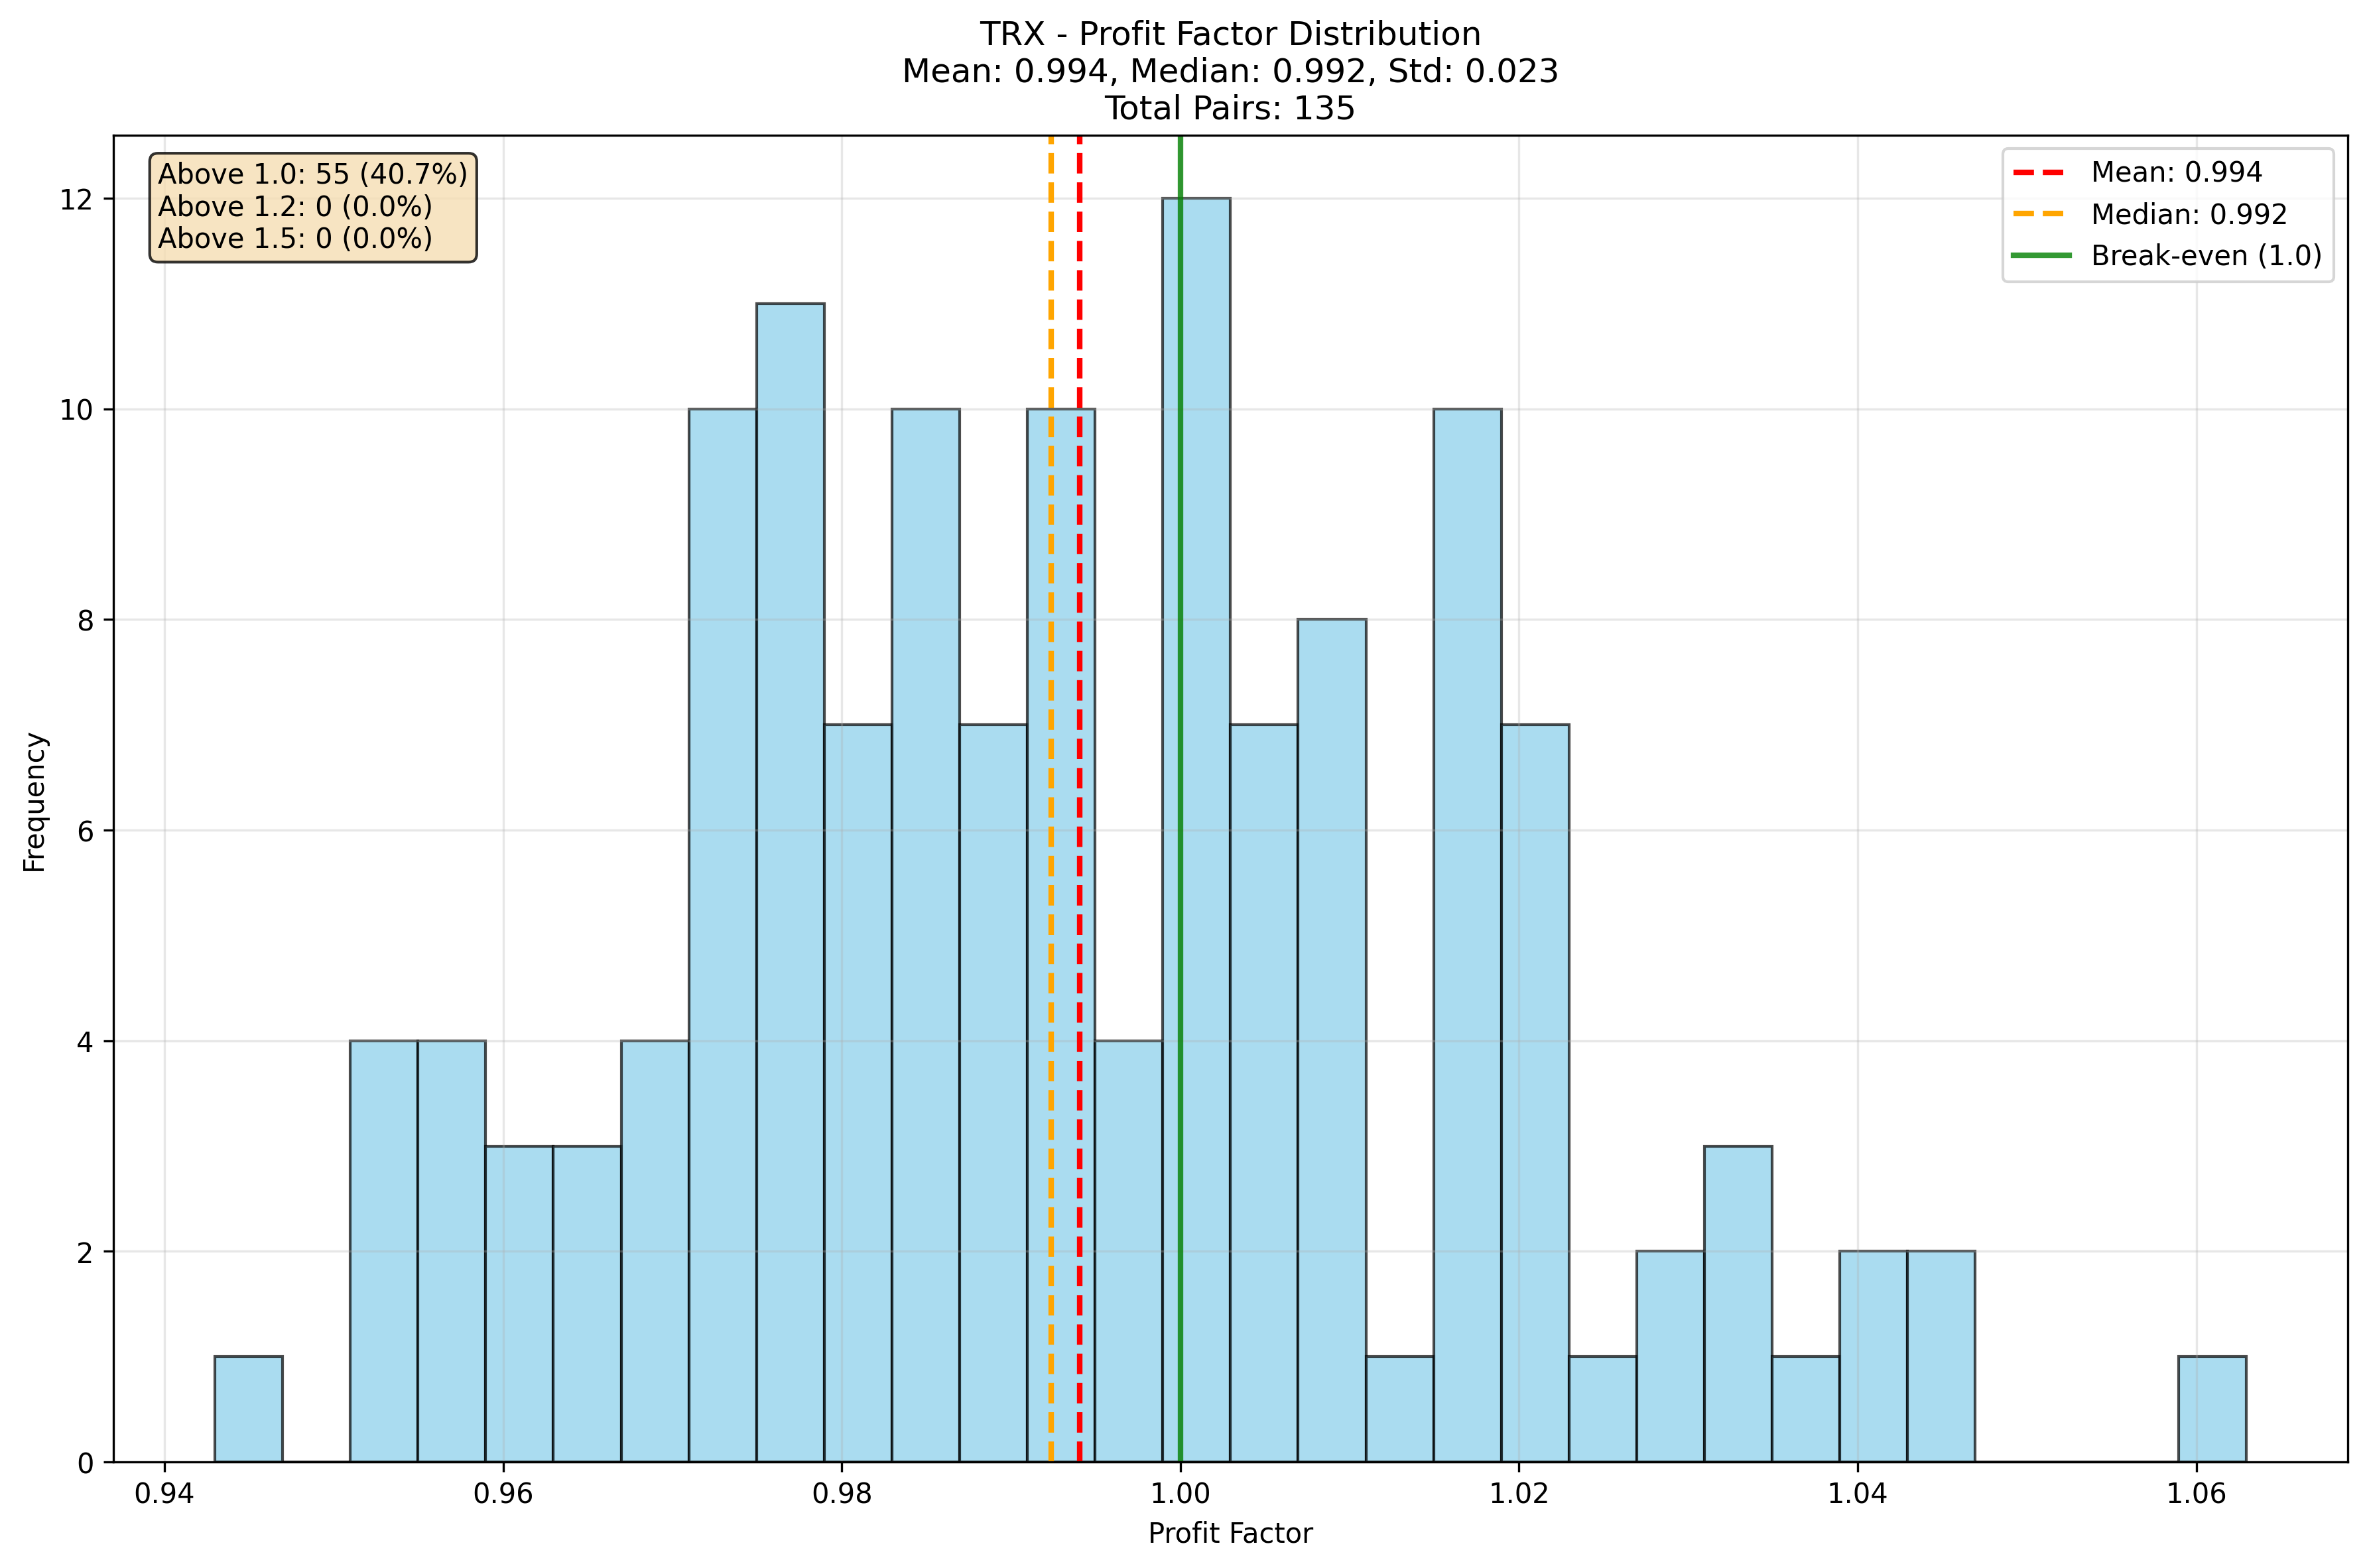 TRX - Profit Factor Distribution
Mean: 0.994, Median: 0.992, Std: 0.023
Total Pairs: 135
Above 1.0: 55 (40.7%)
Above 1.2: 0 (0.0%)
Above 1.5: 0 (0.0%)
Mean: 0.994
Median: 0.992
Break-even (1.0)
Frequency
12
10
8
6
4
2
0
0.94 0.96 0.98 1.00 1.02 1.04 1.06
Profit Factor